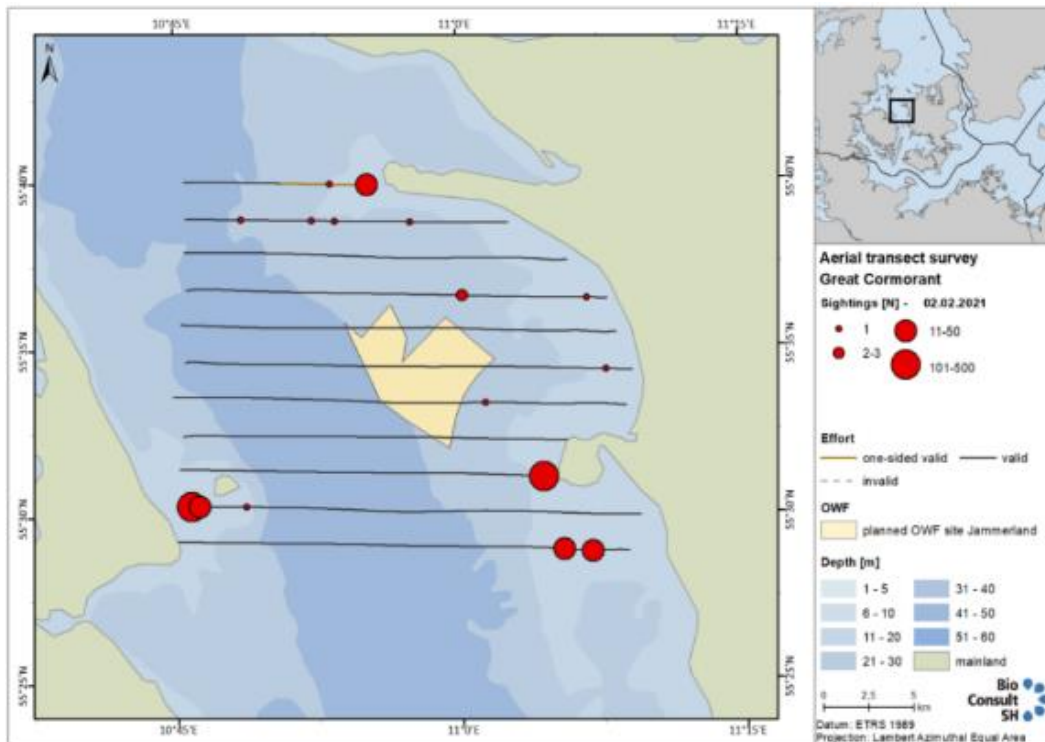 10°45'E 11°0'E 11°15'E
N
55°40'N 55°40'N
55°35'N 55°35'N
55°30'N 55°30'N
55°25'N 55°25'N
10°45'E 11°0'E 11°15'E
Aerial transect survey
Great Cormorant
Sightings [N] - 02.02.2021
1 11-50
2-3 101-500
Effort
one-sided valid valid
invalid
OWF
planned OWF site Jammerland
Depth [m]
1 - 5 31 - 40
6 - 10 41 - 50
11 - 20 51 - 60
21 - 30 mainland
0 2,5 5
km
Bio
Consult
SH
Datum: ETRS 1989
Projection: Lambert Azimuthal Equal Area